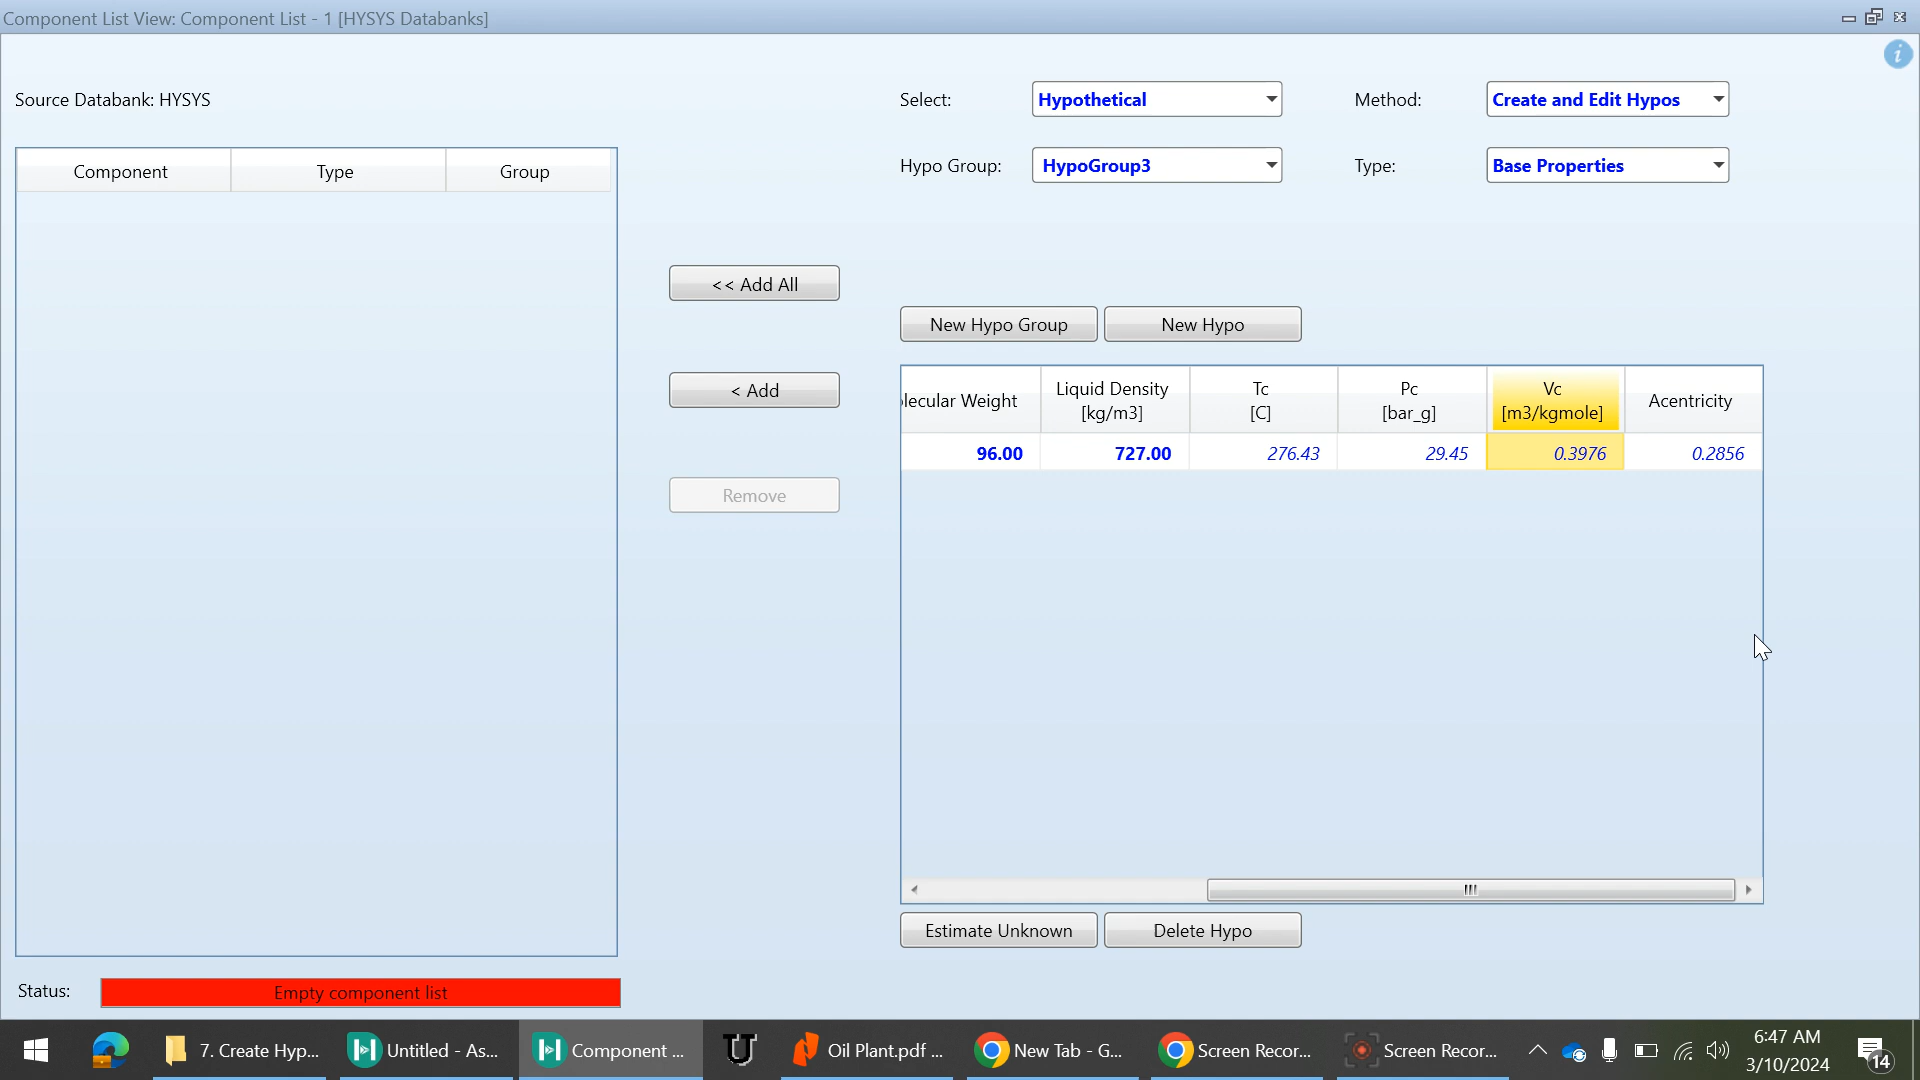 Component List View: Component List - 1 [HYSYS Databanks]
Source Databank: HYSYS
Select: Hypothetical Method: Create and Edit Hypos
Hypo Group: HypoGroup3 Type: Base Properties
Component Type Group
<< Add All
< Add
Remove
New Hypo Group New Hypo
lecular Weight Liquid Density [kg/m3] Tc [C] Pc [bar_g] Vc [m3/kgmole] Acentricity
96.00 727.00 276.43 29.45 0.3976 0.2856
Estimate Unknown Delete Hypo
Status: Empty component list
7. Create Hyp... Untitled - As... Component ... Oil Plant.pdf ... New Tab - G... Screen Recor... Screen Recor... 6:47 AM
3/10/2024 14